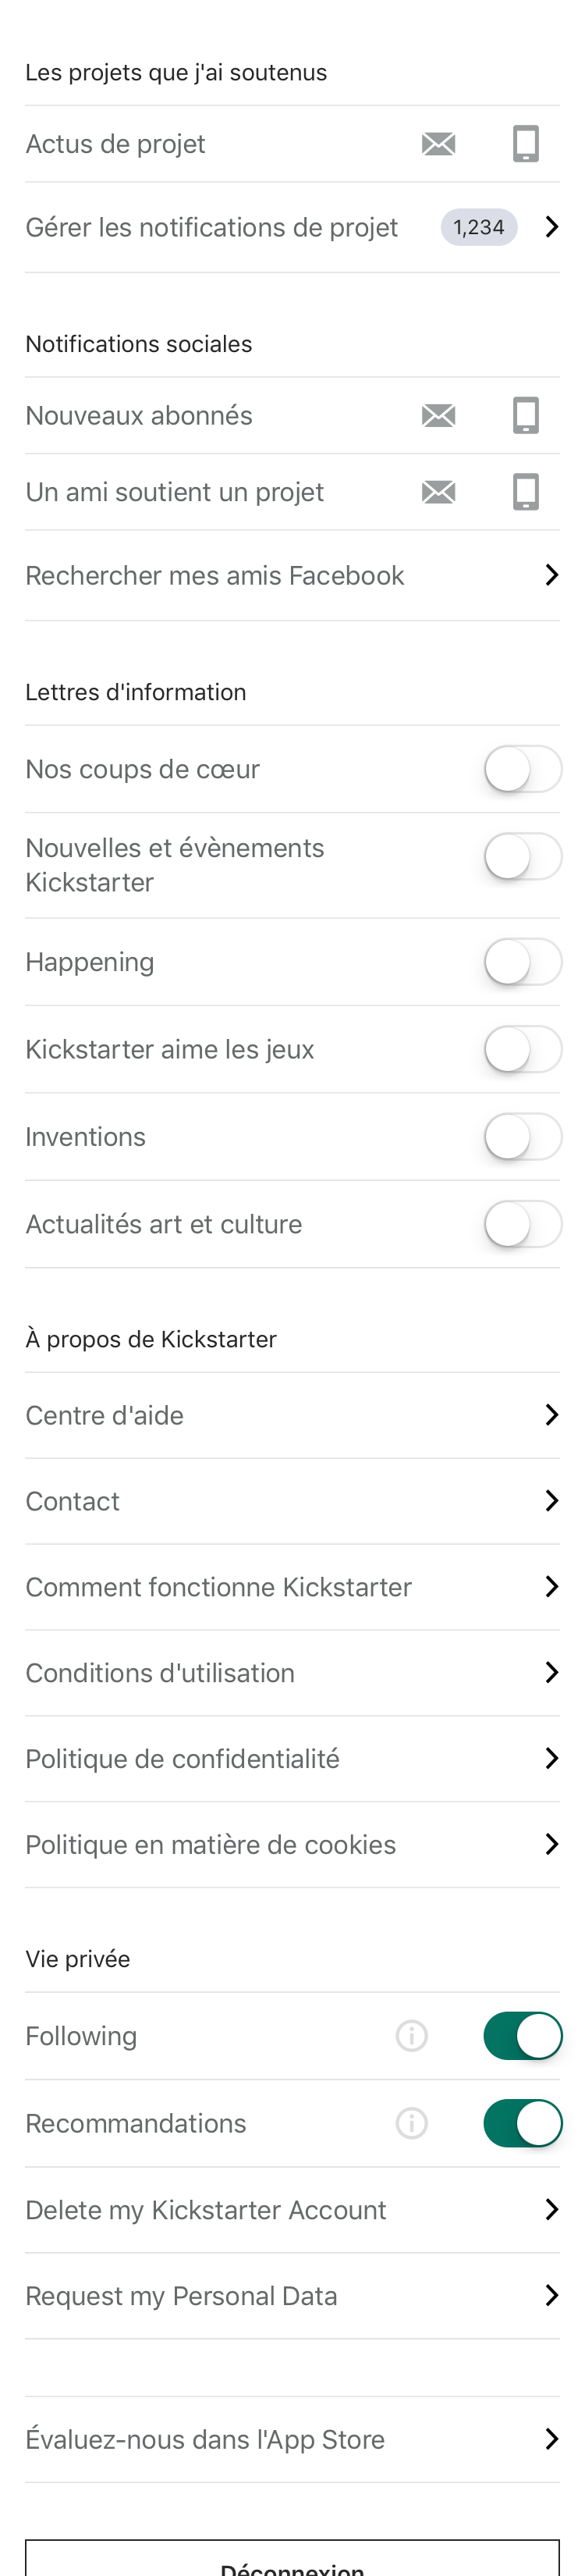 Les projets que j'ai soutenus
Actus de projet
Gérer les notifications de projet 1,234
Notifications sociales
Nouveaux abonnés
Un ami soutient un projet
Rechercher mes amis Facebook
Lettres d'information
Nos coups de cœur
Nouvelles et évènements
Kickstarter
Happening
Kickstarter aime les jeux
Inventions
Actualités art et culture
À propos de Kickstarter
Centre d'aide
Contact
Comment fonctionne Kickstarter
Conditions d'utilisation
Politique de confidentialité
Politique en matière de cookies
Vie privée
Following
Recommandations
Delete my Kickstarter Account
Request my Personal Data
Évaluez-nous dans l'App Store
Déconnexion